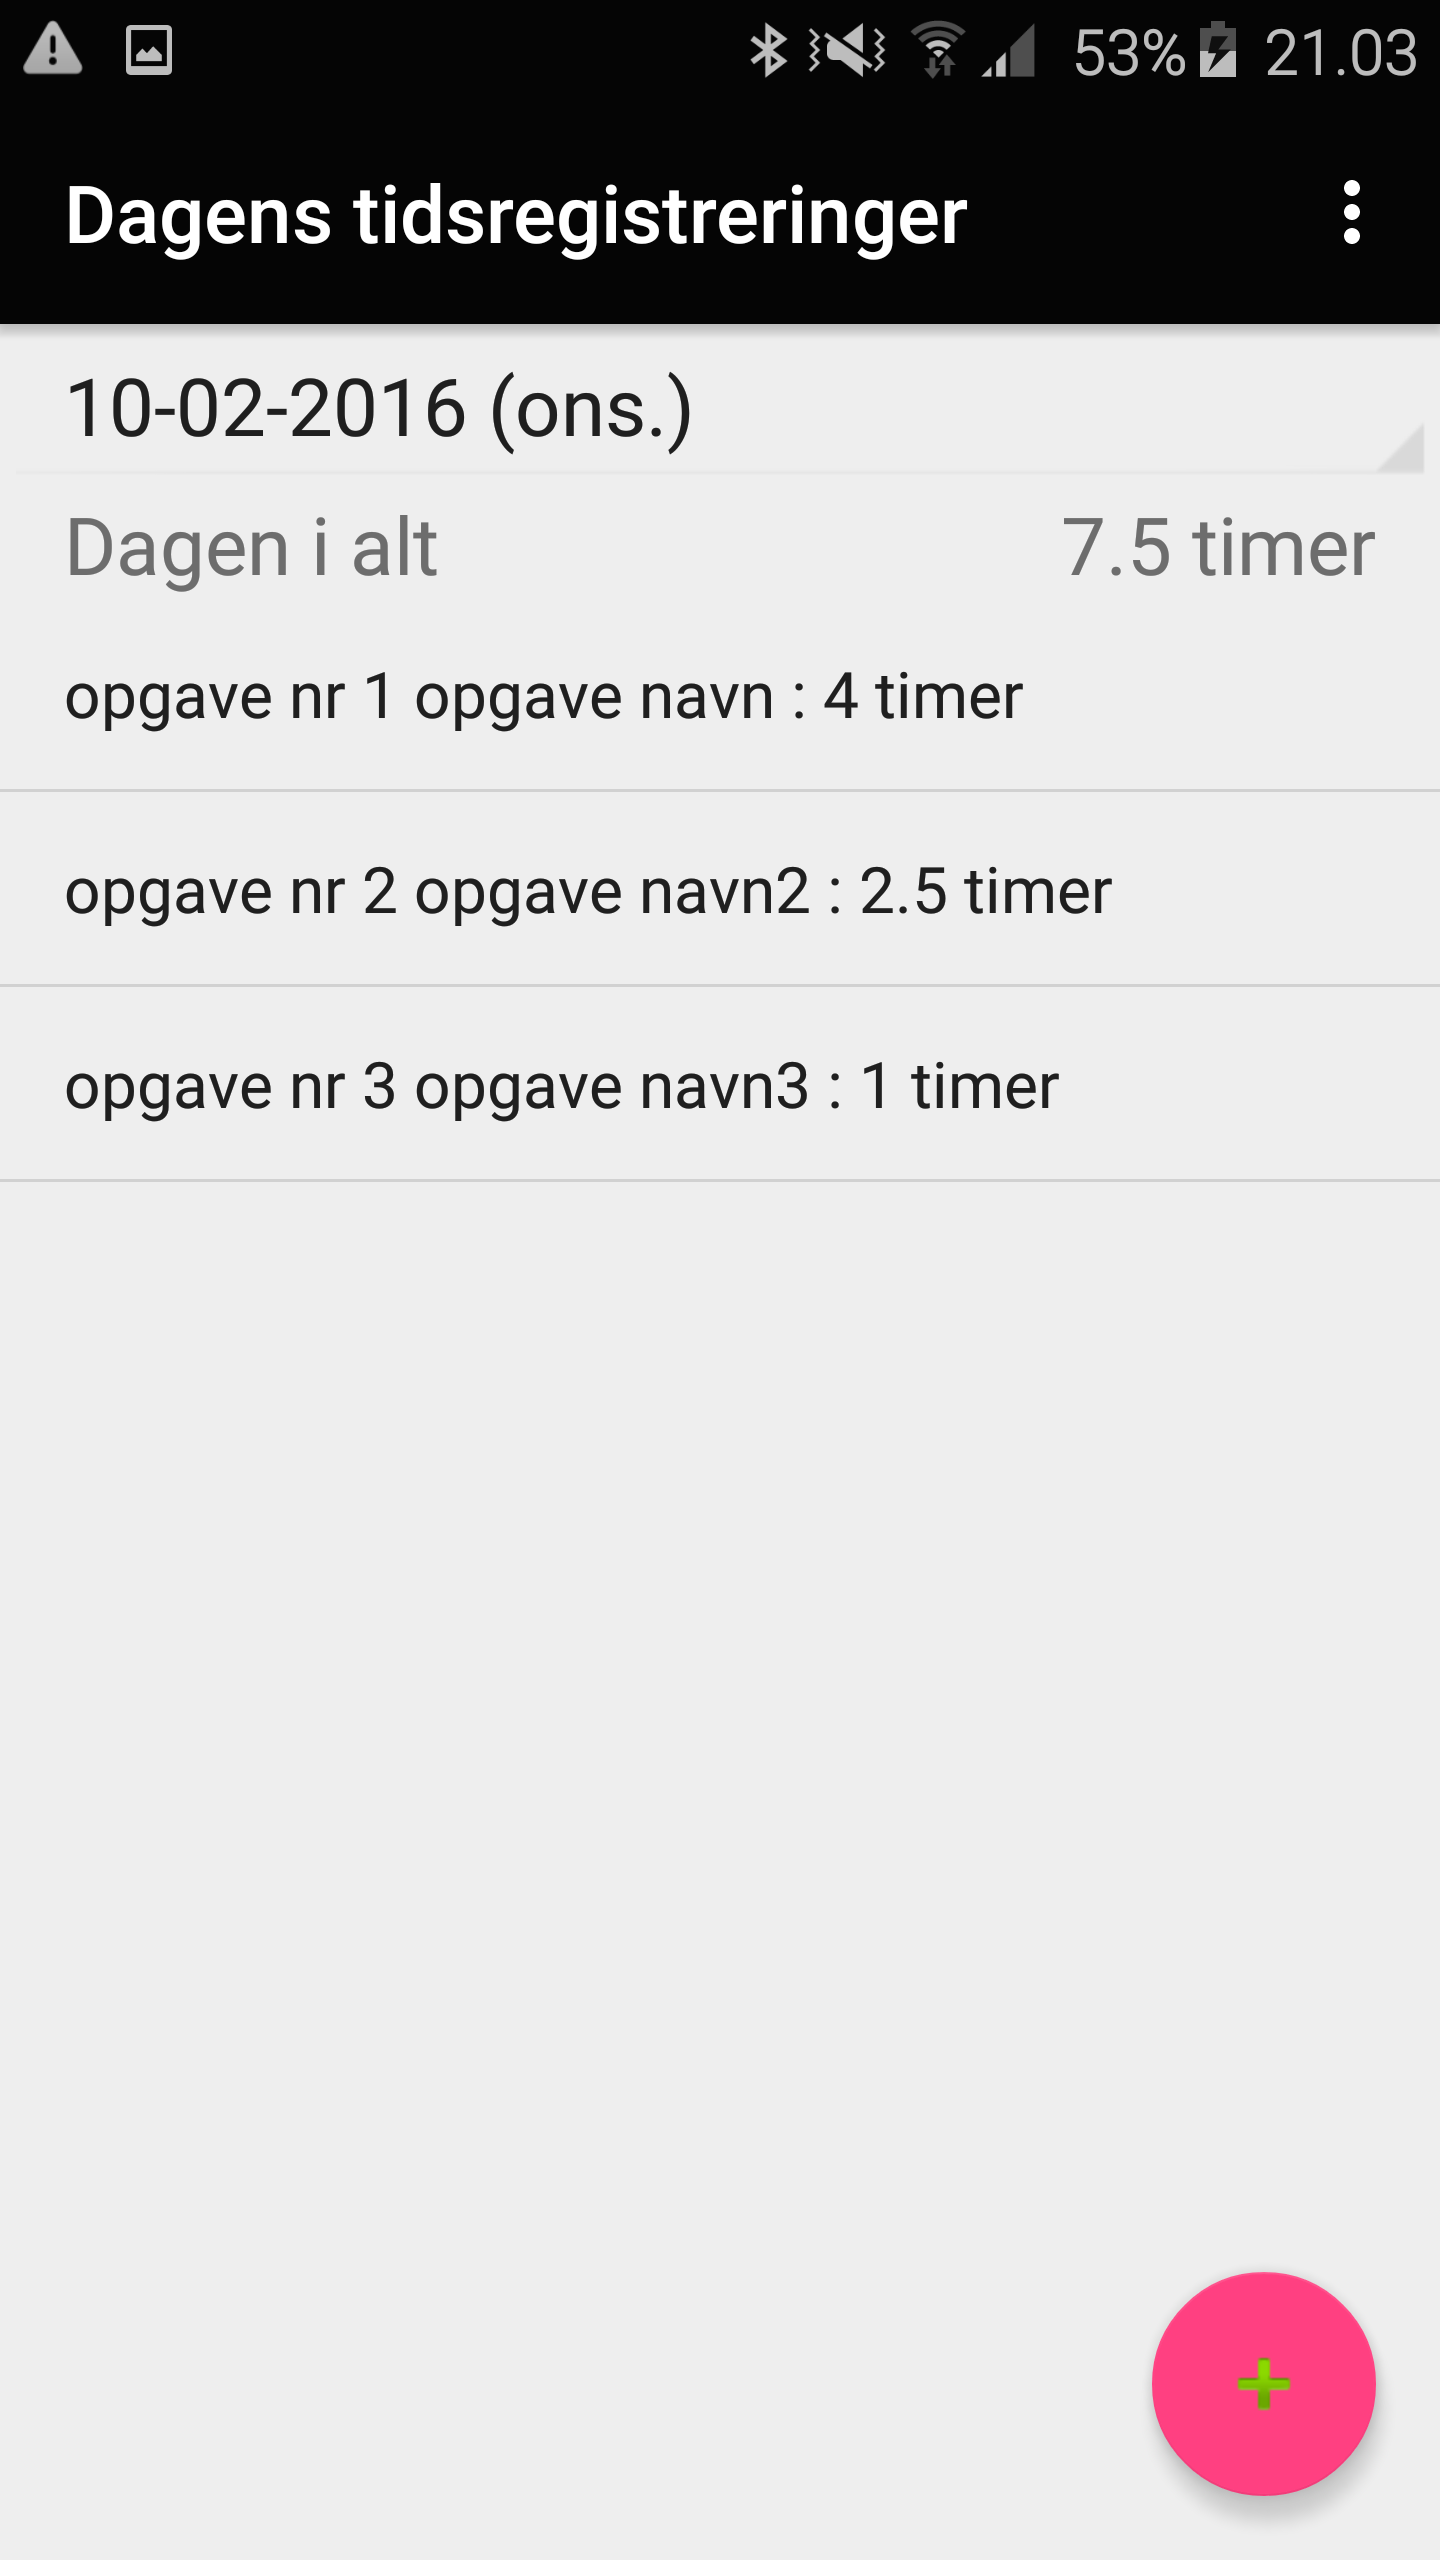 53% 21.03
Dagens tidsregistreringer
10-02-2016 (ons.)
Dagen i alt 7.5 timer
opgave nr 1 opgave navn : 4 timer
opgave nr 2 opgave navn2 : 2.5 timer
opgave nr 3 opgave navn3 : 1 timer